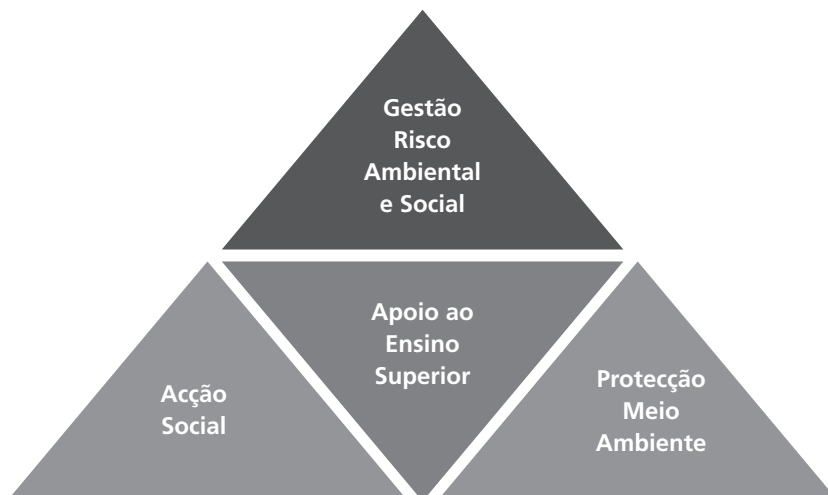 Gestão
Risco
Ambiental
e Social
Apoio ao
Ensino
Superior
Acção
Social
Protecção
Meio
Ambiente